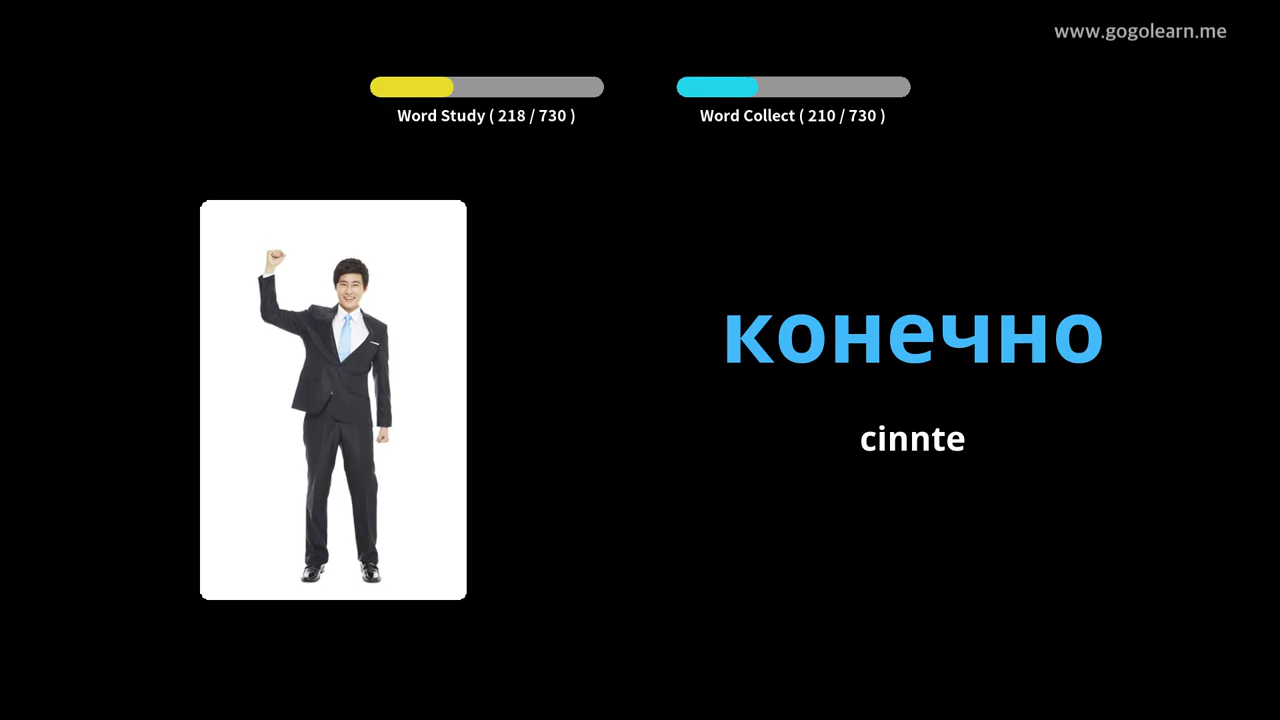 www.gogolearn.me
Word Study ( 218 / 730 )
Word Collect ( 210 / 730 )
конечно
cinnte